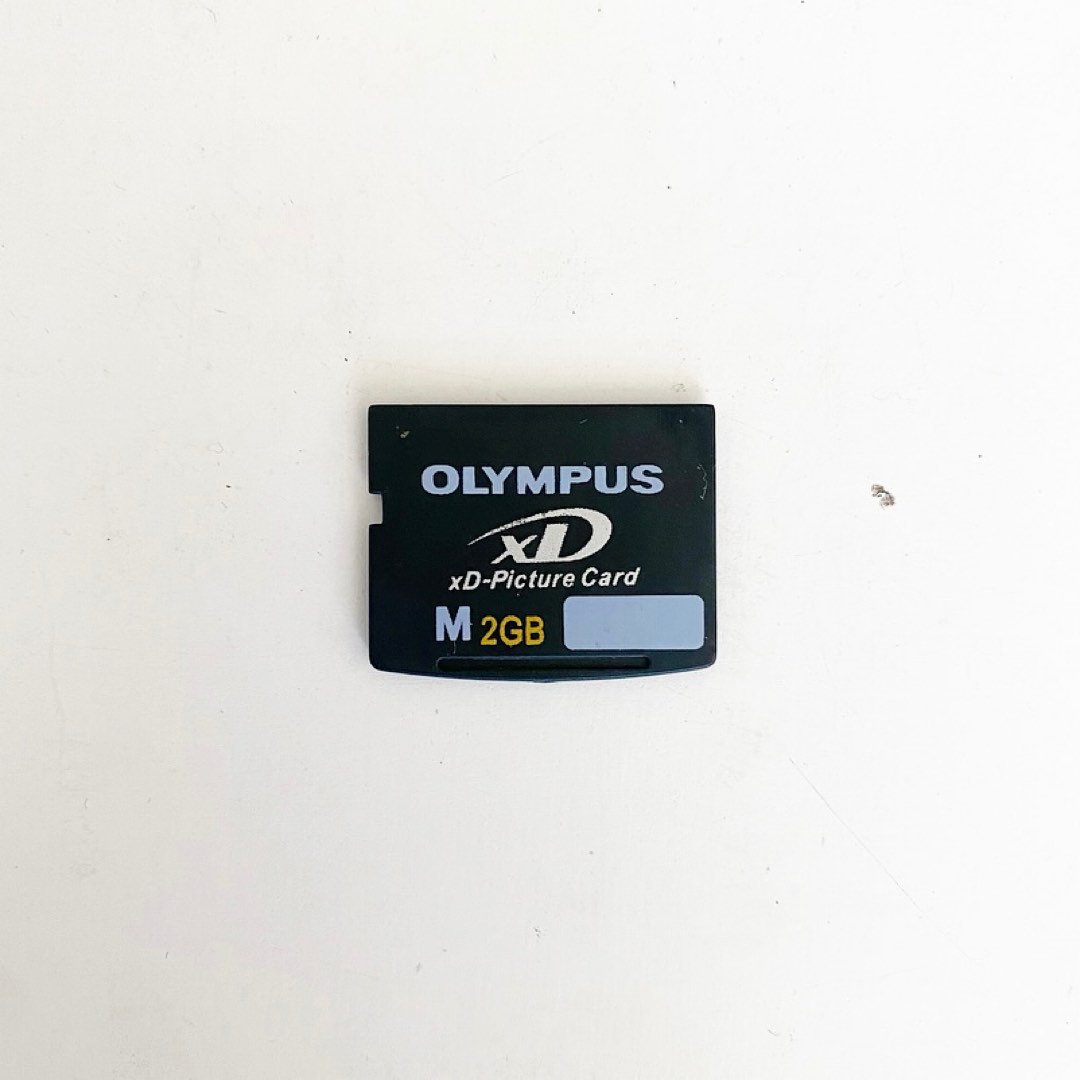 OLYMPUS
xD
xD-Picture Card
M 2GB